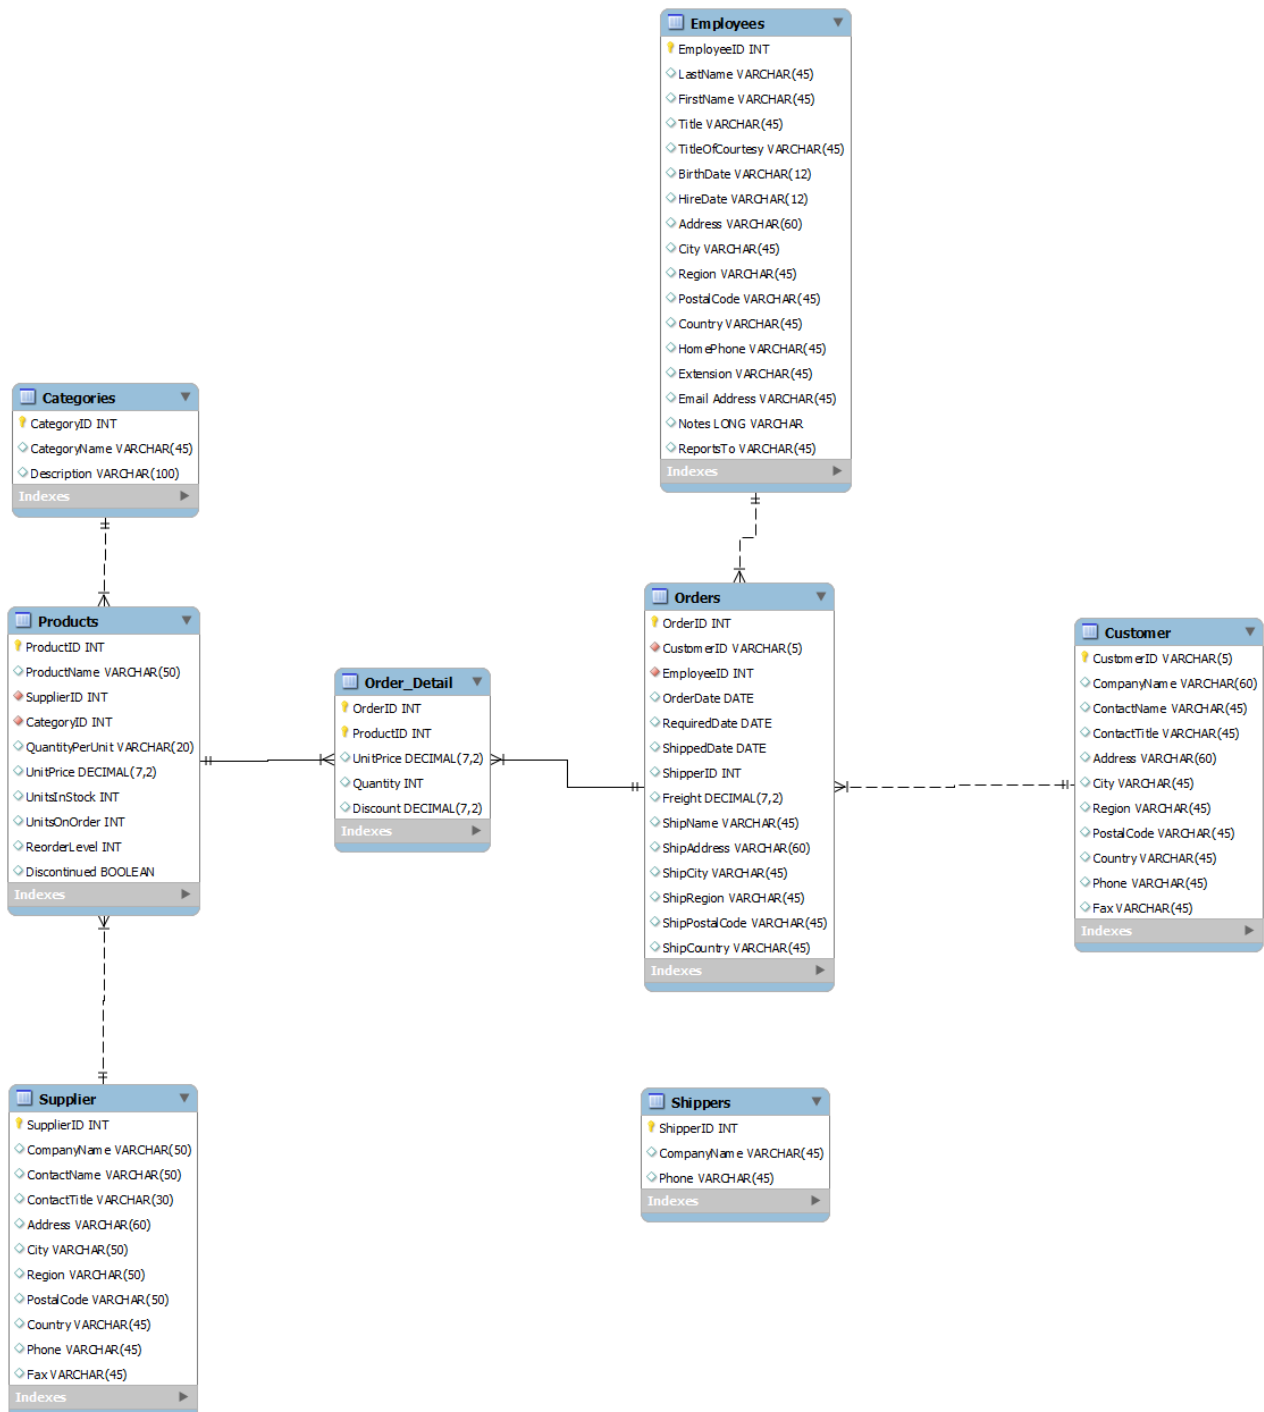 Employees
EmployeeID INT
LastName VARCHAR(45)
FirstName VARCHAR(45)
Title VARCHAR(45)
TitleOfCourtesy VARCHAR(45)
BirthDate VARCHAR(12)
HireDate VARCHAR(12)
Address VARCHAR(60)
City VARCHAR(45)
Region VARCHAR(45)
PostalCode VARCHAR(45)
Country VARCHAR(45)
HomePhone VARCHAR(45)
Extension VARCHAR(45)
Email Address VARCHAR(45)
Notes LONG VARCHAR
ReportsTo VARCHAR(45)
Indexes
Categories
CategoryID INT
CategoryName VARCHAR(45)
Description VARCHAR(100)
Indexes
Products
ProductID INT
ProductName VARCHAR(50)
SupplierID INT
CategoryID INT
QuantityPerUnit VARCHAR(20)
UnitPrice DECIMAL(7,2)
UnitsInStock INT
UnitsOnOrder INT
ReorderLevel INT
Discontinued BOOLEAN
Indexes
Order_Detail
OrderID INT
ProductID INT
UnitPrice DECIMAL(7,2)
Quantity INT
Discount DECIMAL(7,2)
Indexes
Orders
OrderID INT
CustomerID VARCHAR(5)
EmployeeID INT
OrderDate DATE
RequiredDate DATE
ShippedDate DATE
ShipperID INT
Freight DECIMAL(7,2)
ShipName VARCHAR(45)
ShipAddress VARCHAR(60)
ShipCity VARCHAR(45)
ShipRegion VARCHAR(45)
ShipPostalCode VARCHAR(45)
ShipCountry VARCHAR(45)
Indexes
Customer
CustomerID VARCHAR(5)
CompanyName VARCHAR(60)
ContactName VARCHAR(45)
ContactTitle VARCHAR(45)
Address VARCHAR(60)
City VARCHAR(45)
Region VARCHAR(45)
PostalCode VARCHAR(45)
Country VARCHAR(45)
Phone VARCHAR(45)
Fax VARCHAR(45)
Indexes
Supplier
SupplierID INT
CompanyName VARCHAR(50)
ContactName VARCHAR(50)
ContactTitle VARCHAR(30)
Address VARCHAR(60)
City VARCHAR(50)
Region VARCHAR(50)
PostalCode VARCHAR(50)
Country VARCHAR(45)
Phone VARCHAR(45)
Fax VARCHAR(45)
Indexes
Shippers
ShipperID INT
CompanyName VARCHAR(45)
Phone VARCHAR(45)
Indexes